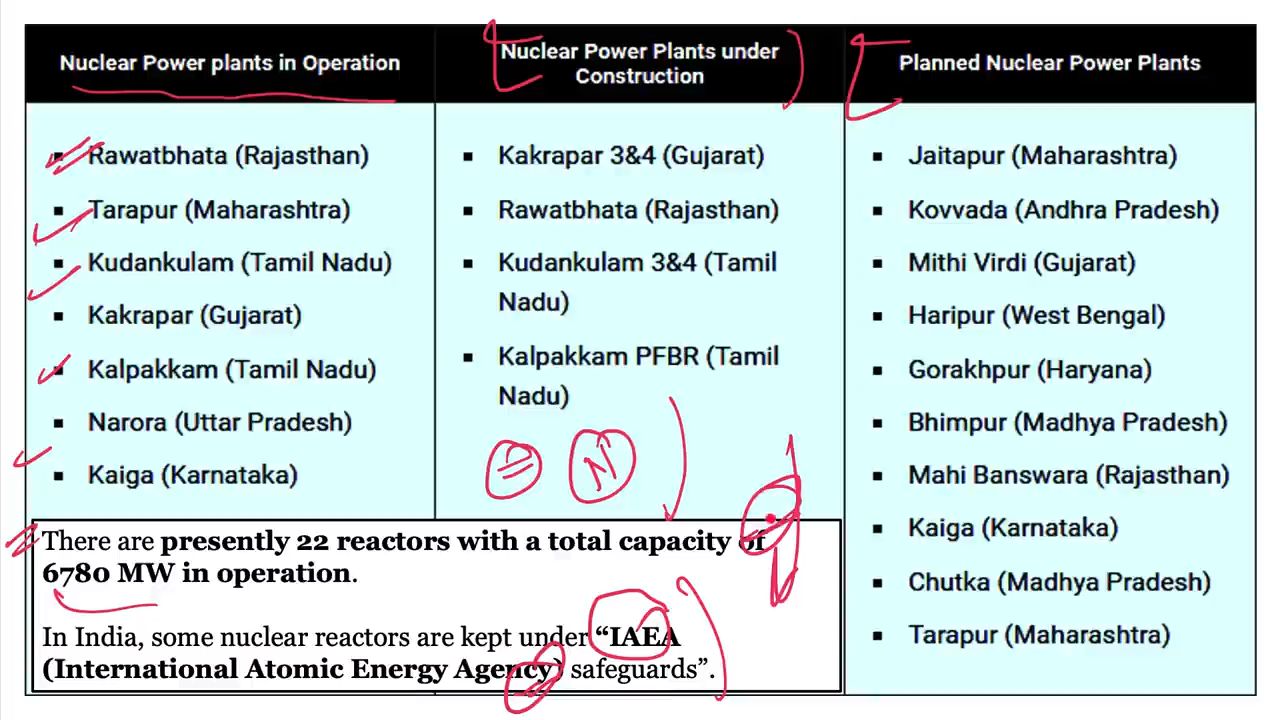 Nuclear Power plants in Operation
Nuclear Power Plants under
Construction
Planned Nuclear Power Plants
Rawatbhata (Rajasthan)
Tarapur (Maharashtra)
Kudankulam (Tamil Nadu)
Kakrapar (Gujarat)
Kalpakkam (Tamil Nadu)
Narora (Uttar Pradesh)
Kaiga (Karnataka)
Kakrapar 3&4 (Gujarat)
Rawatbhata (Rajasthan)
Kudankulam 3&4 (Tamil
Nadu)
Kalpakkam PFBR (Tamil
Nadu)
N
Jaitapur (Maharashtra)
Kovvada (Andhra Pradesh)
Mithi Virdi (Gujarat)
Haripur (West Bengal)
Gorakhpur (Haryana)
Bhimpur (Madhya Pradesh)
Mahi Banswara (Rajasthan)
Kaiga (Karnataka)
Chutka (Madhya Pradesh)
Tarapur (Maharashtra)
There are presently 22 reactors with a total capacity of
6780 MW in operation.
In India, some nuclear reactors are kept under “IAEA
(International Atomic Energy Agency) safeguards”.